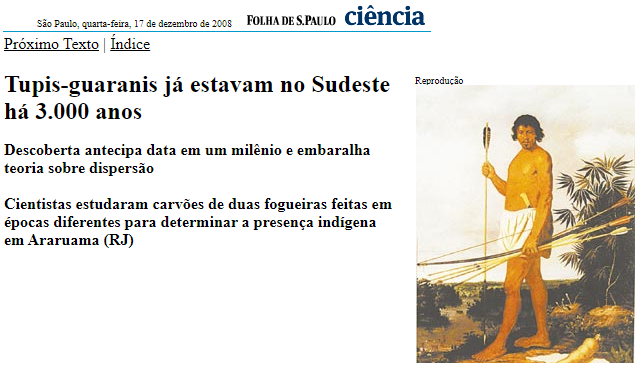 São Paulo, quarta-feira, 17 de dezembro de 2008 FOLHA DE S.PAULO ciência
Próximo Texto | Índice
Tupis-guaranis já estavam no Sudeste
há 3.000 anos
Reprodução
Descoberta antecipa data em um milênio e embaralha
teoria sobre dispersão
Cientistas estudaram carvões de duas fogueiras feitas em
épocas diferentes para determinar a presença indígena
em Araruama (RJ)